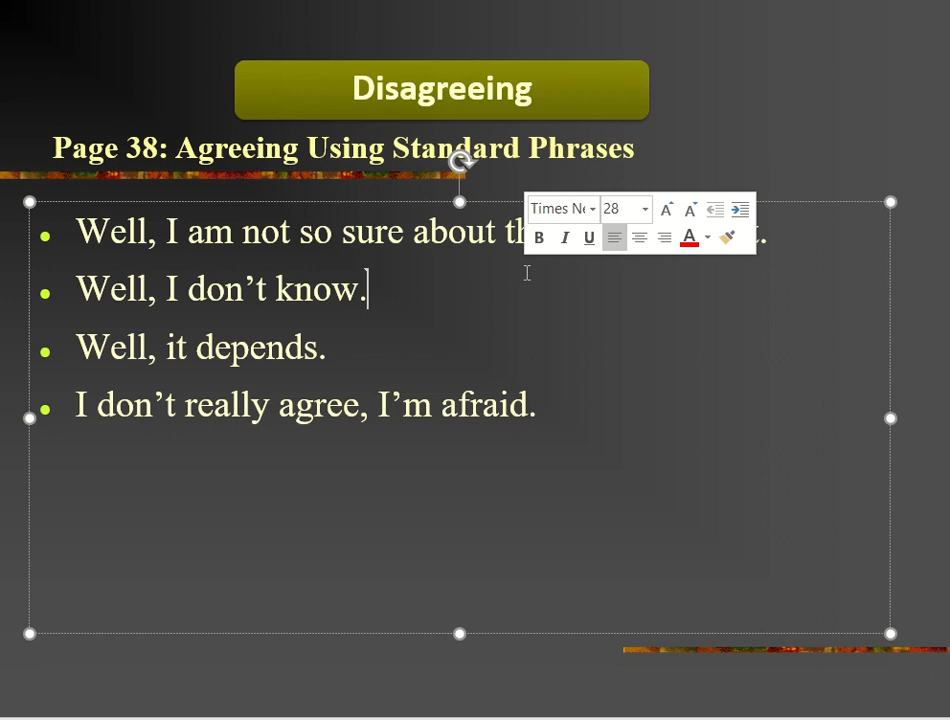 Disagreeing
Page 38: Agreeing Using Standard Phrases
Times Ne 28
B I U A
Well, I am not so sure about
Well, I don’t know.
Well, it depends.
I don’t really agree, I’m afraid.